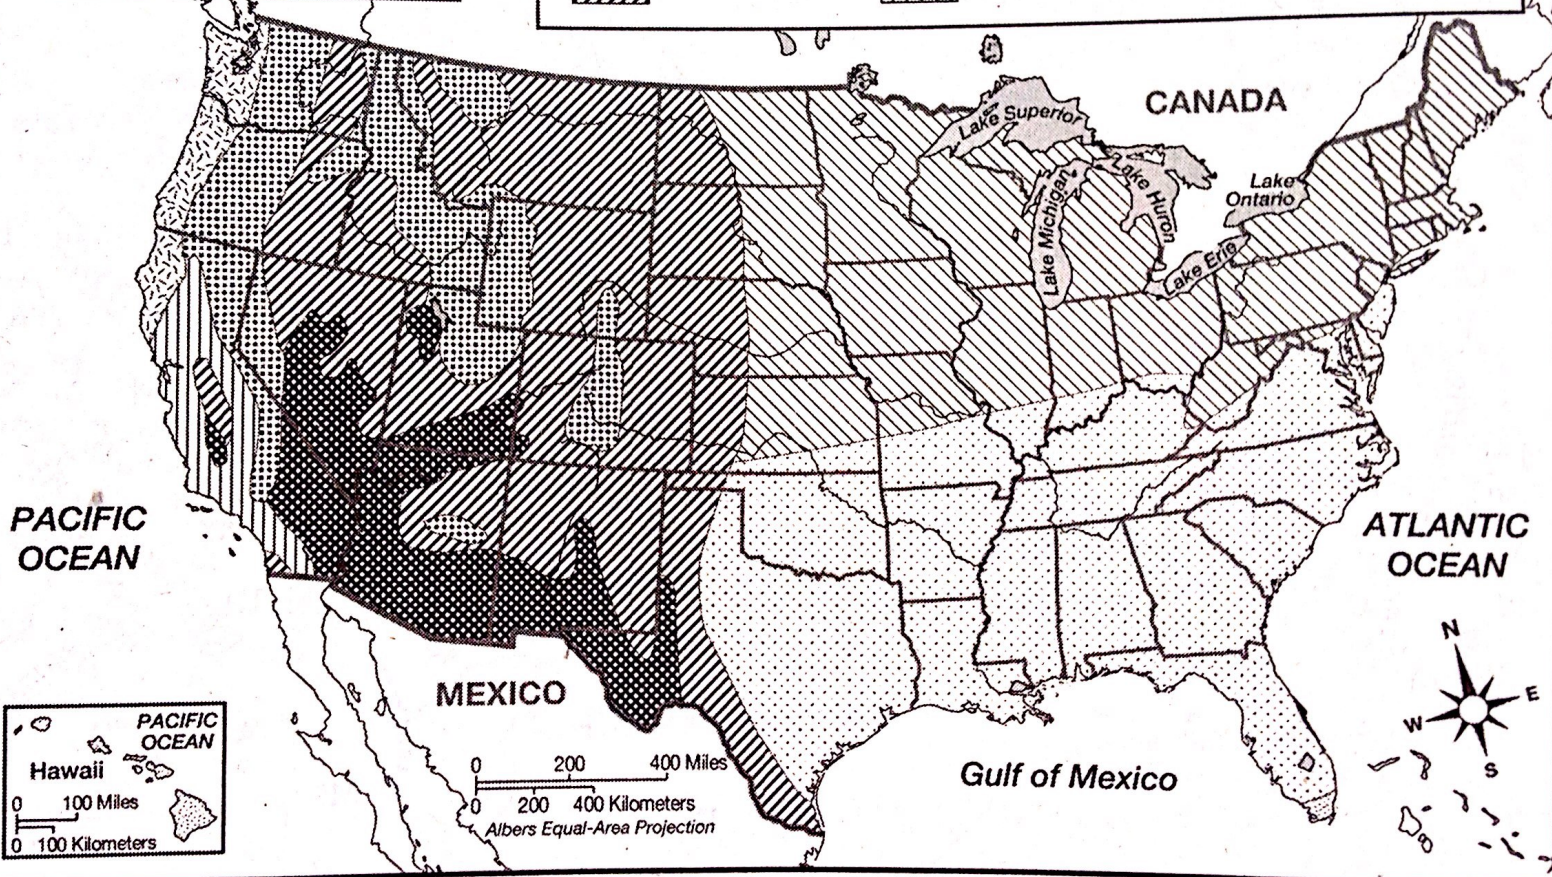 CANADA
Lake Superior
Lake Michigan
Lake Huron
Lake
Ontario
Lake Erie
PACIFIC
OCEAN
ATLANTIC
OCEAN
MEXICO
Gulf of Mexico
N
W
E
S
0 200 400 Miles
0 200 400 Kilometers
Albers Equal-Area Projection
PACIFIC
OCEAN
Hawaii
0 100 Miles
0 100 Kilometers